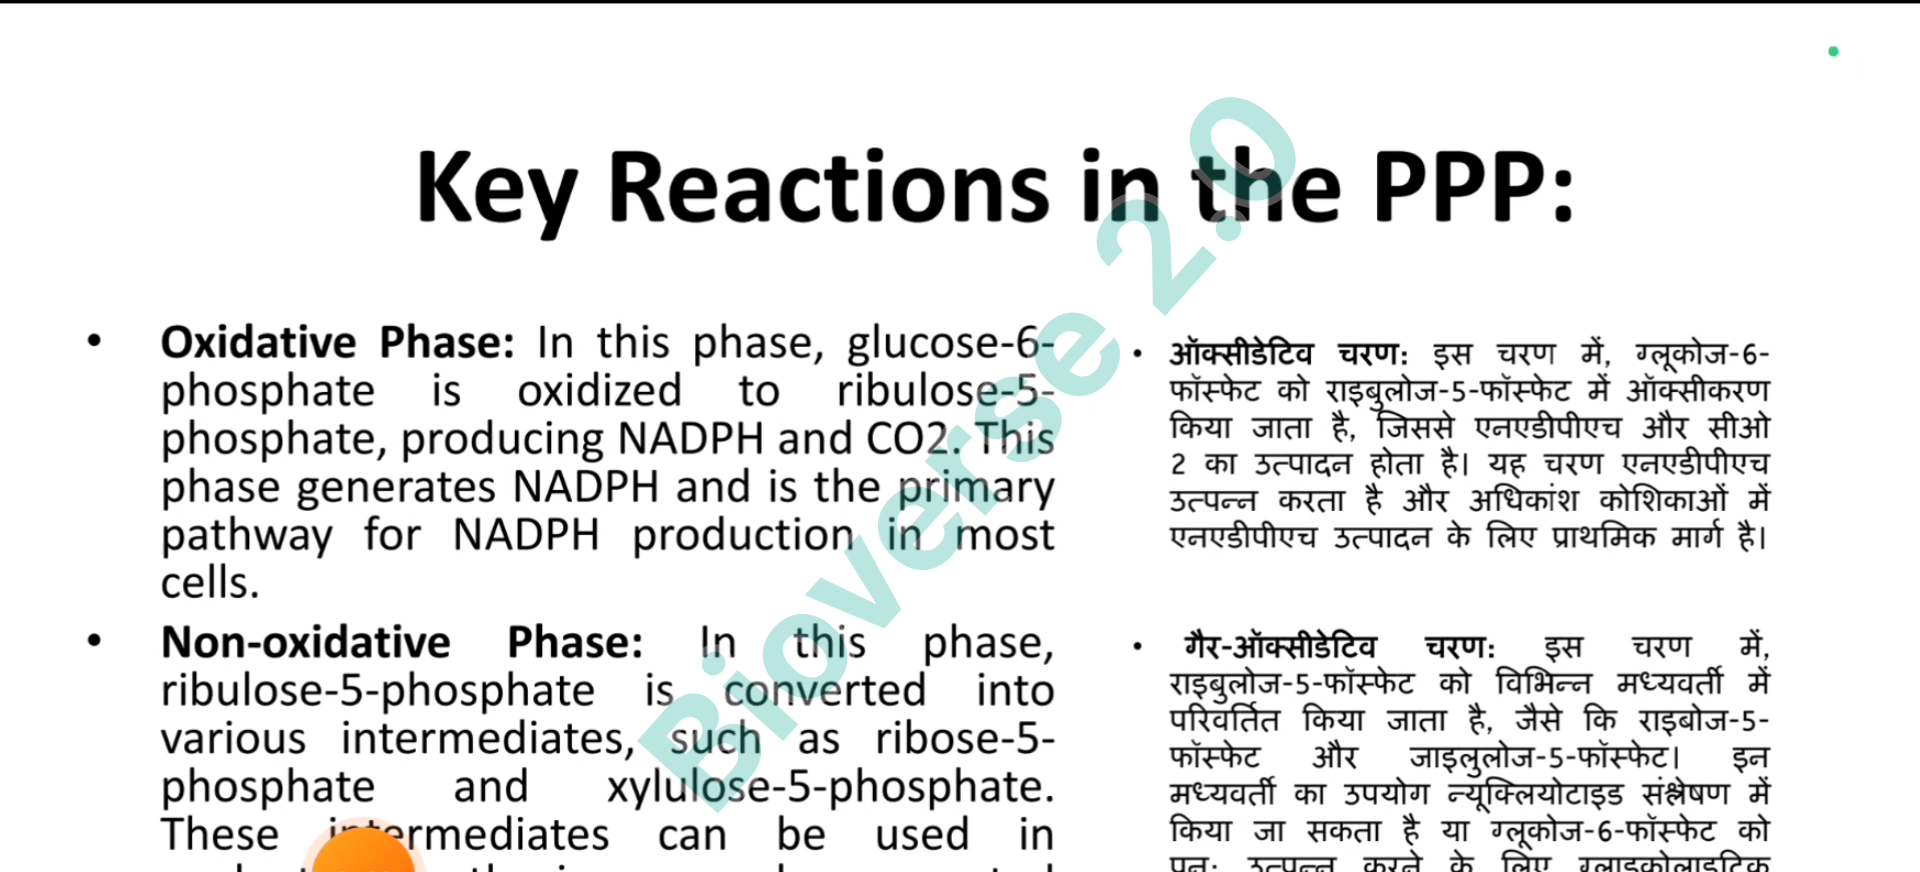 Key Reactions in the PPP:
• Oxidative Phase: In this phase, glucose-6-
phosphate is oxidized to ribulose-5-
phosphate, producing NADPH and CO2. This
phase generates NADPH and is the primary
pathway for NADPH production in most
cells.
• Non-oxidative Phase: In this phase,
ribulose-5-phosphate is converted into
various intermediates, such as ribose-5-
phosphate and xylulose-5-phosphate.
These intermediates can be used in
• ऑक्सीडेटिव चरण: इस चरण में, ग्लूकोज-6-
फॉस्फेट को राइबुलोज-5-फॉस्फेट में ऑक्सीकरण
किया जाता है, जिससे एनएडीपीएच और सीओ
2 का उत्पादन होता है। यह चरण एनएडीपीएच
उत्पन्न करता है और अधिकांश कोशिकाओं में
एनएडीपीएच उत्पादन के लिए प्राथमिक मार्ग है।
• गैर-ऑक्सीडेटिव चरण: इस चरण में,
राइबुलोज-5-फॉस्फेट को विभिन्न मध्यवर्ती में
परिवर्तित किया जाता है, जैसे कि राइबोज-5-
फॉस्फेट और जाइलुलोज-5-फॉस्फेट। इन
मध्यवर्ती का उपयोग न्यूक्लियोटाइड संश्लेषण में
किया जा सकता है या ग्लूकोज-6-फॉस्फेट को
पुन: उत्पन्न करने के लिए ग्लाइकोलाइटिक
Bioverse 2.0